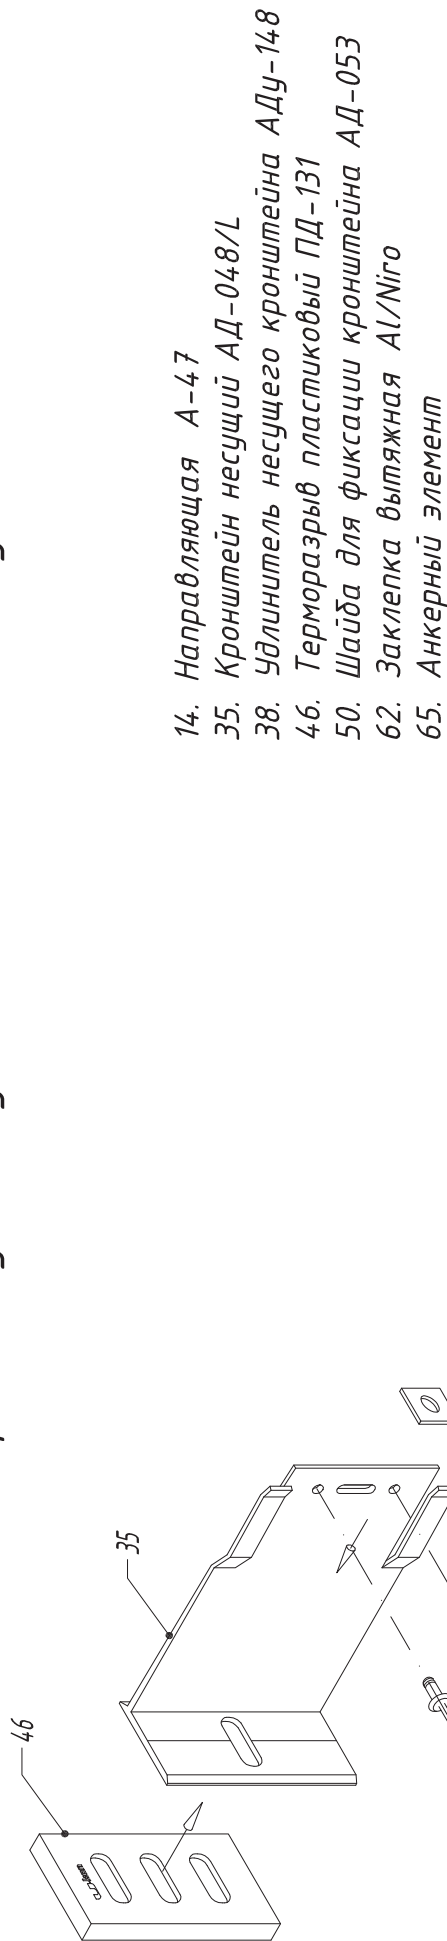 14. Направляющая А-47
35. Кронштейн несущий АД-048/L
38. Удлинитель несущего кронштейна АДу-148
46. Терморазрыв пластиковый ПД-131
50. Шайба для фиксации кронштейна АД-053
62. Заклепка вытяжная Al/Niro
65. Анкерный элемент
46
35